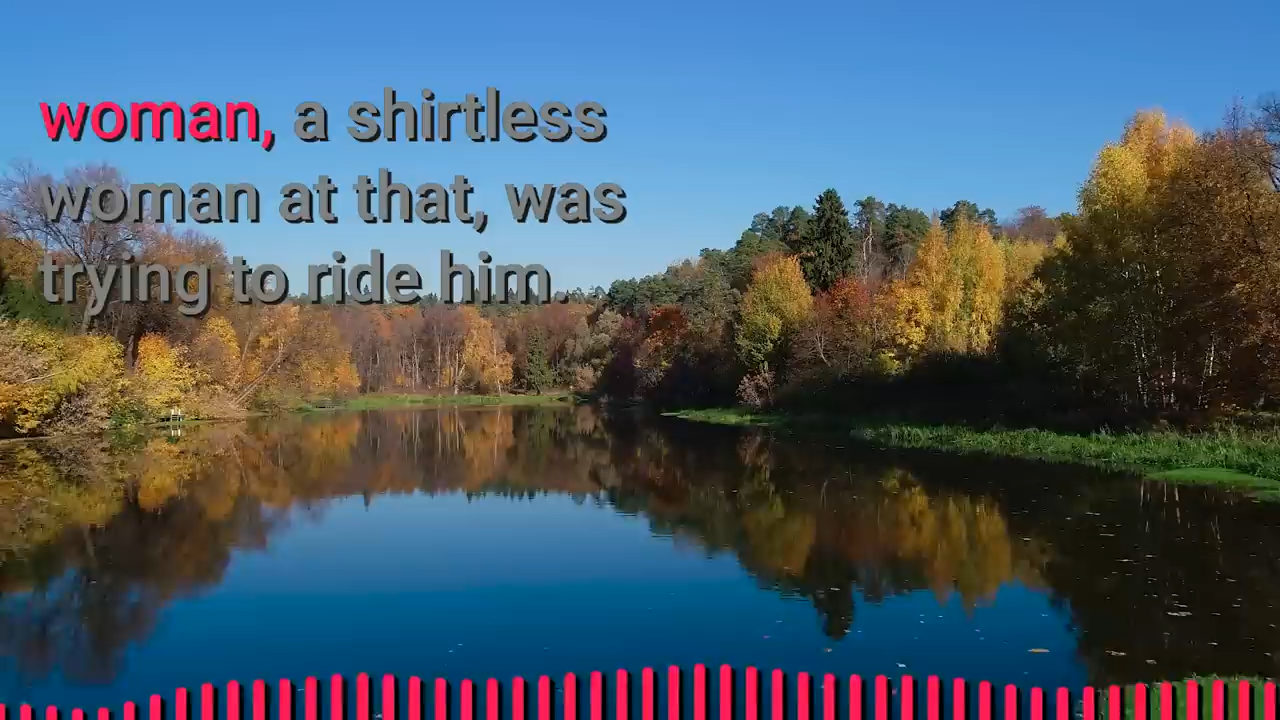 woman, a shirtless
woman at that, was
trying to ride him.